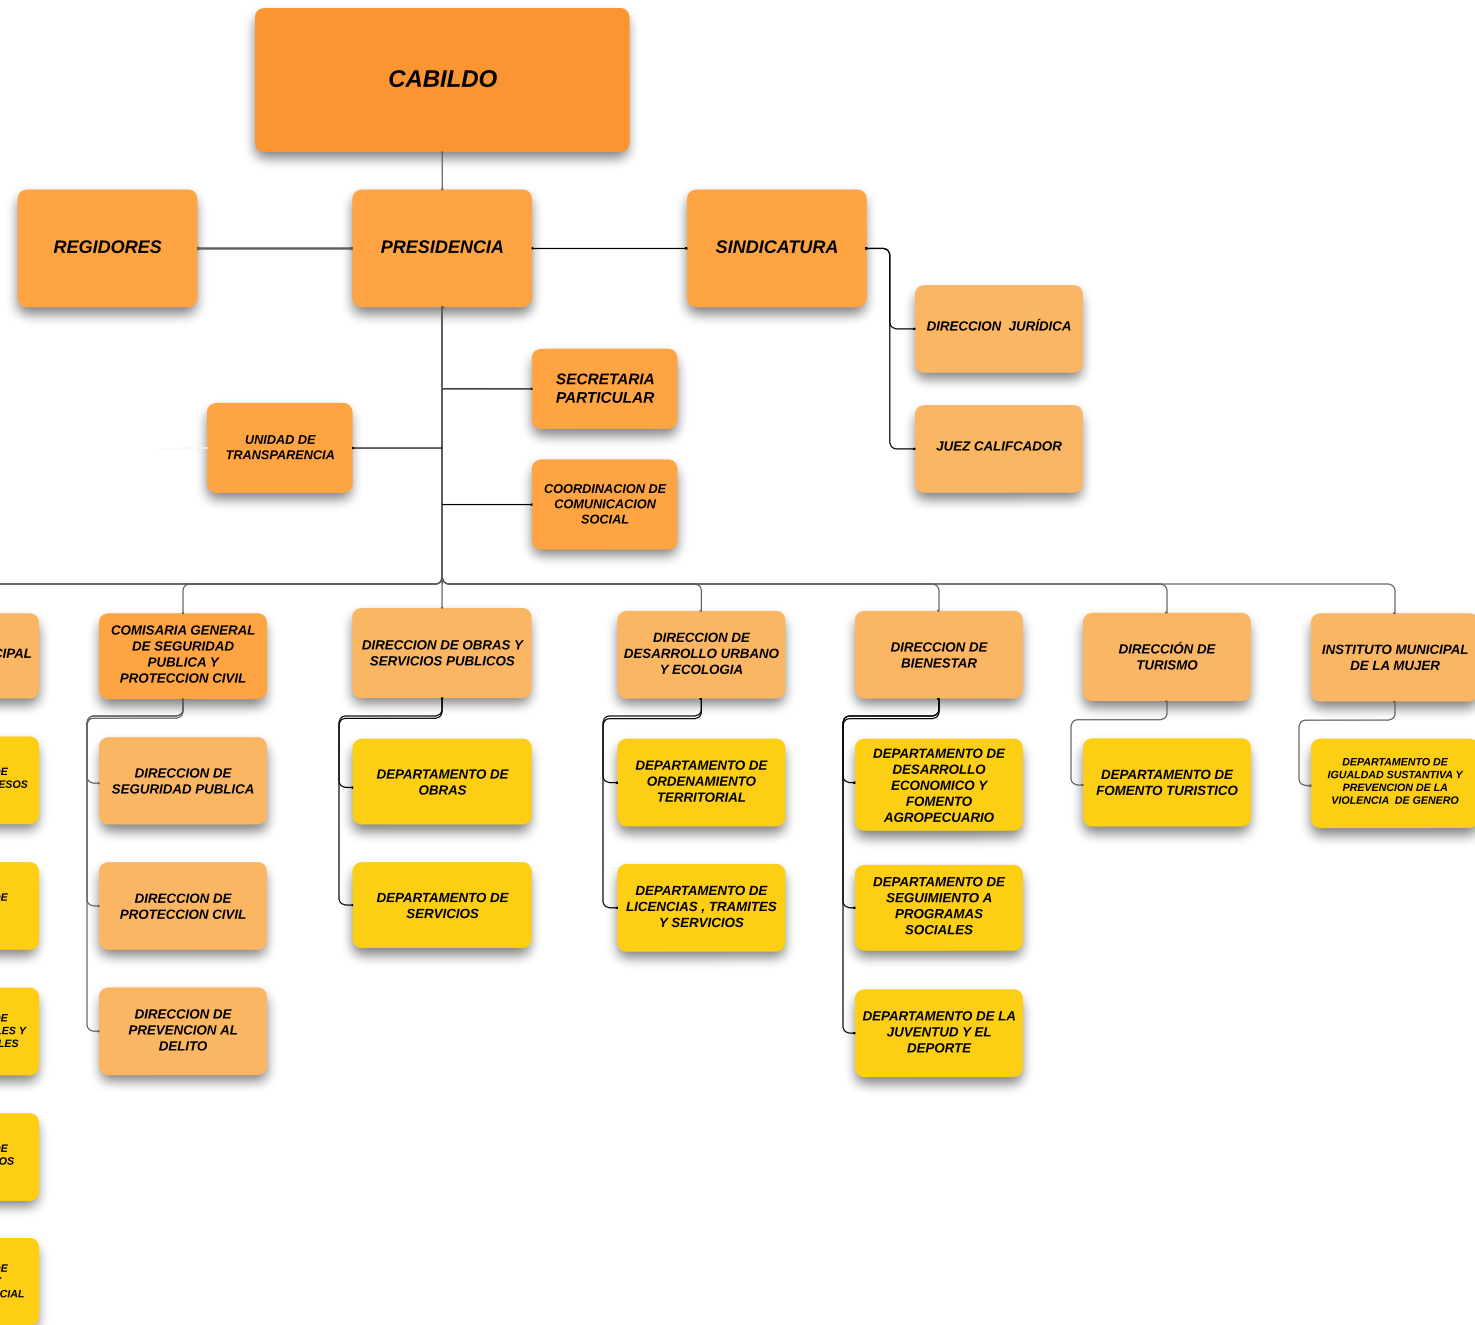 CABILDO
REGIDORES
PRESIDENCIA
SINDICATURA
DIRECCION  JURÍDICA
JUEZ CALIFCADOR
SECRETARIA
PARTICULAR
UNIDAD DE
TRANSPARENCIA
COORDINACION DE
COMUNICACION
SOCIAL
COMISARIA GENERAL
DE SEGURIDAD
PUBLICA Y
PROTECCION CIVIL
DIRECCION DE
SEGURIDAD PUBLICA
DIRECCION DE
PROTECCION CIVIL
DIRECCION DE
PREVENCION AL
DELITO
DIRECCION DE OBRAS Y
SERVICIOS PUBLICOS
DEPARTAMENTO DE
OBRAS
DEPARTAMENTO DE
SERVICIOS
DIRECCION DE
DESARROLLO URBANO
Y ECOLOGIA
DEPARTAMENTO DE
ORDENAMIENTO
TERRITORIAL
DEPARTAMENTO DE
LICENCIAS , TRAMITES
Y SERVICIOS
DIRECCION DE
BIENESTAR
DEPARTAMENTO DE
DESARROLLO
ECONOMICO Y
FOMENTO
AGROPECUARIO
DEPARTAMENTO DE
SEGUIMIENTO A
PROGRAMAS
SOCIALES
DEPARTAMENTO DE LA
JUVENTUD Y EL
DEPORTE
DIRECCIÓN DE
TURISMO
DEPARTAMENTO DE
FOMENTO TURISTICO
INSTITUTO MUNICIPAL
DE LA MUJER
DEPARTAMENTO DE
IGUALDAD SUSTANTIVA Y
PREVENCION DE LA
VIOLENCIA  DE GENERO